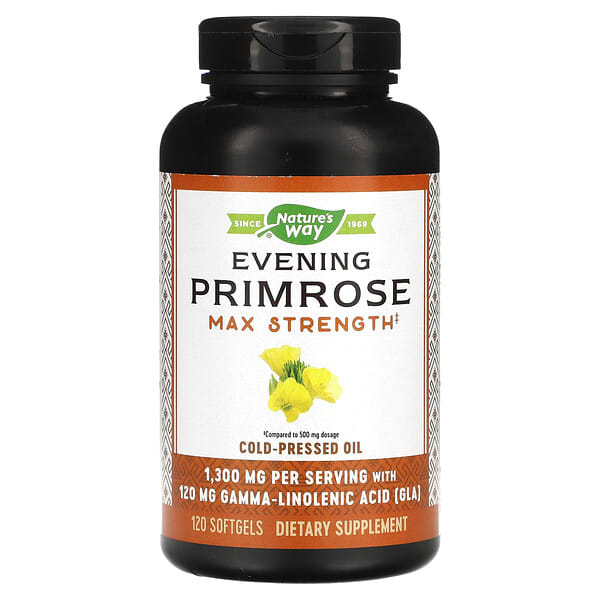 SINCE Nature's Way® 1969
EVENING
PRIMROSE
MAX STRENGTH‡
‡Compared to 500 mg dosage
COLD-PRESSED OIL
1,300 MG PER SERVING WITH
120 MG GAMMA-LINOLENIC ACID (GLA)
120 SOFTGELS DIETARY SUPPLEMENT